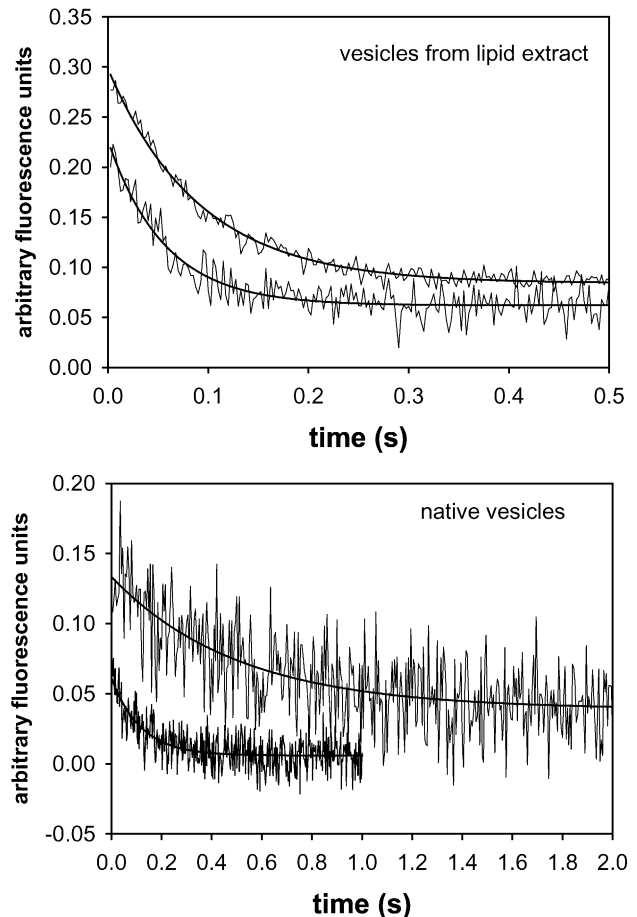 0.35
vesicles from lipid extract
0.30
0.25
0.20
0.15
0.10
0.05
0.00
arbitrary fluorescence units
0.0 0.1 0.2 0.3 0.4 0.5
time (s)
0.20
native vesicles
0.15
0.10
0.05
0.00
-0.05
arbitrary fluorescence units
0.0 0.2 0.4 0.6 0.8 1.0 1.2 1.4 1.6 1.8 2.0
time (s)